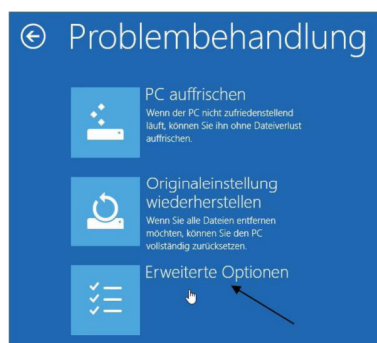 Problembehandlung
PC auffrischen
Wenn der PC nicht zufriedenstellend
läuft, können Sie ihn ohne Dateiverlust
auffrischen.
Originaleinstellung
wiederherstellen
Wenn Sie alle Dateien entfernen
möchten, können Sie den PC
vollständig zurücksetzen.
Erweiterte Optionen